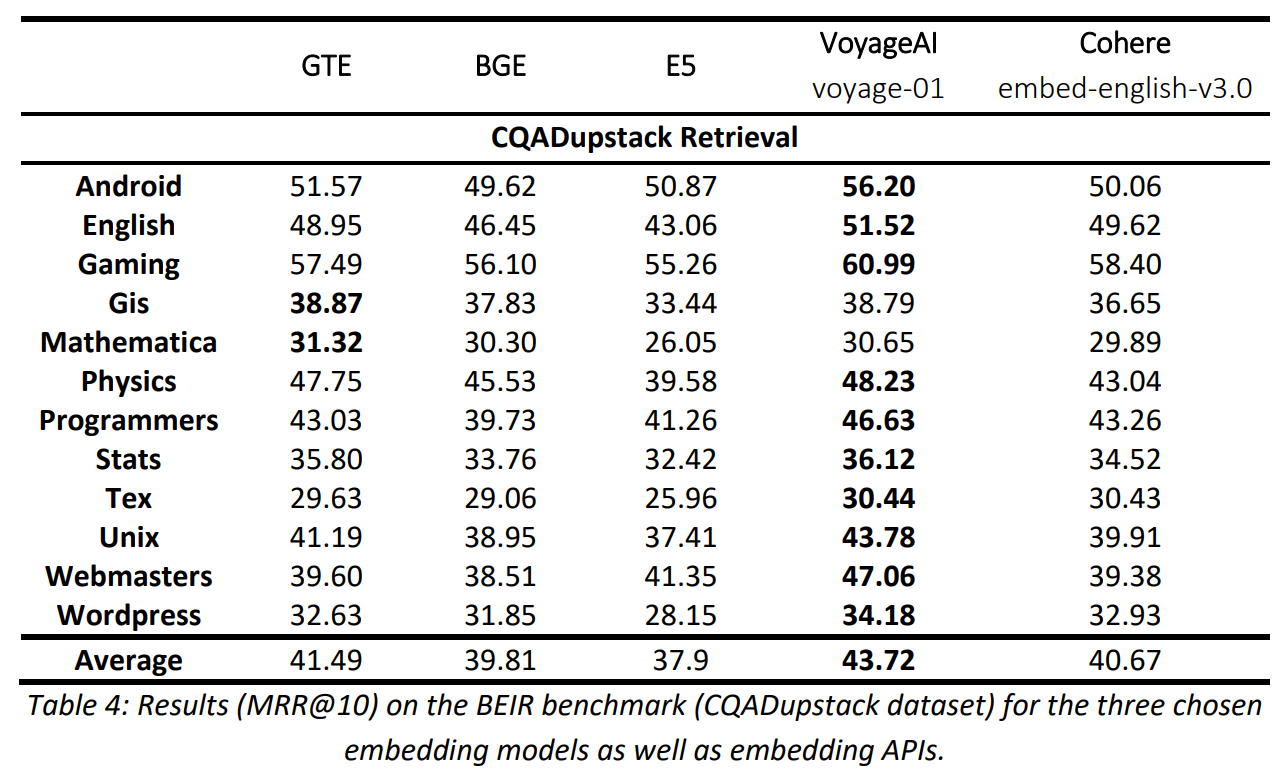 GTE BGE E5 VoyageAI Cohere
voyage-01 embed-english-v3.0
CQADupstack Retrieval
Android 51.57 49.62 50.87 56.20 50.06
English 48.95 46.45 43.06 51.52 49.62
Gaming 57.49 56.10 55.26 60.99 58.40
Gis 38.87 37.83 33.44 38.79 36.65
Mathematica 31.32 30.30 26.05 30.65 29.89
Physics 47.75 45.53 39.58 48.23 43.04
Programmers 43.03 39.73 41.26 46.63 43.26
Stats 35.80 33.76 32.42 36.12 34.52
Tex 29.63 29.06 25.96 30.44 30.43
Unix 41.19 38.95 37.41 43.78 39.91
Webmasters 39.60 38.51 41.35 47.06 39.38
Wordpress 32.63 31.85 28.15 34.18 32.93
Average 41.49 39.81 37.9 43.72 40.67
Table 4: Results (MRR@10) on the BEIR benchmark (CQADupstack dataset) for the three chosen
embedding models as well as embedding APIs.